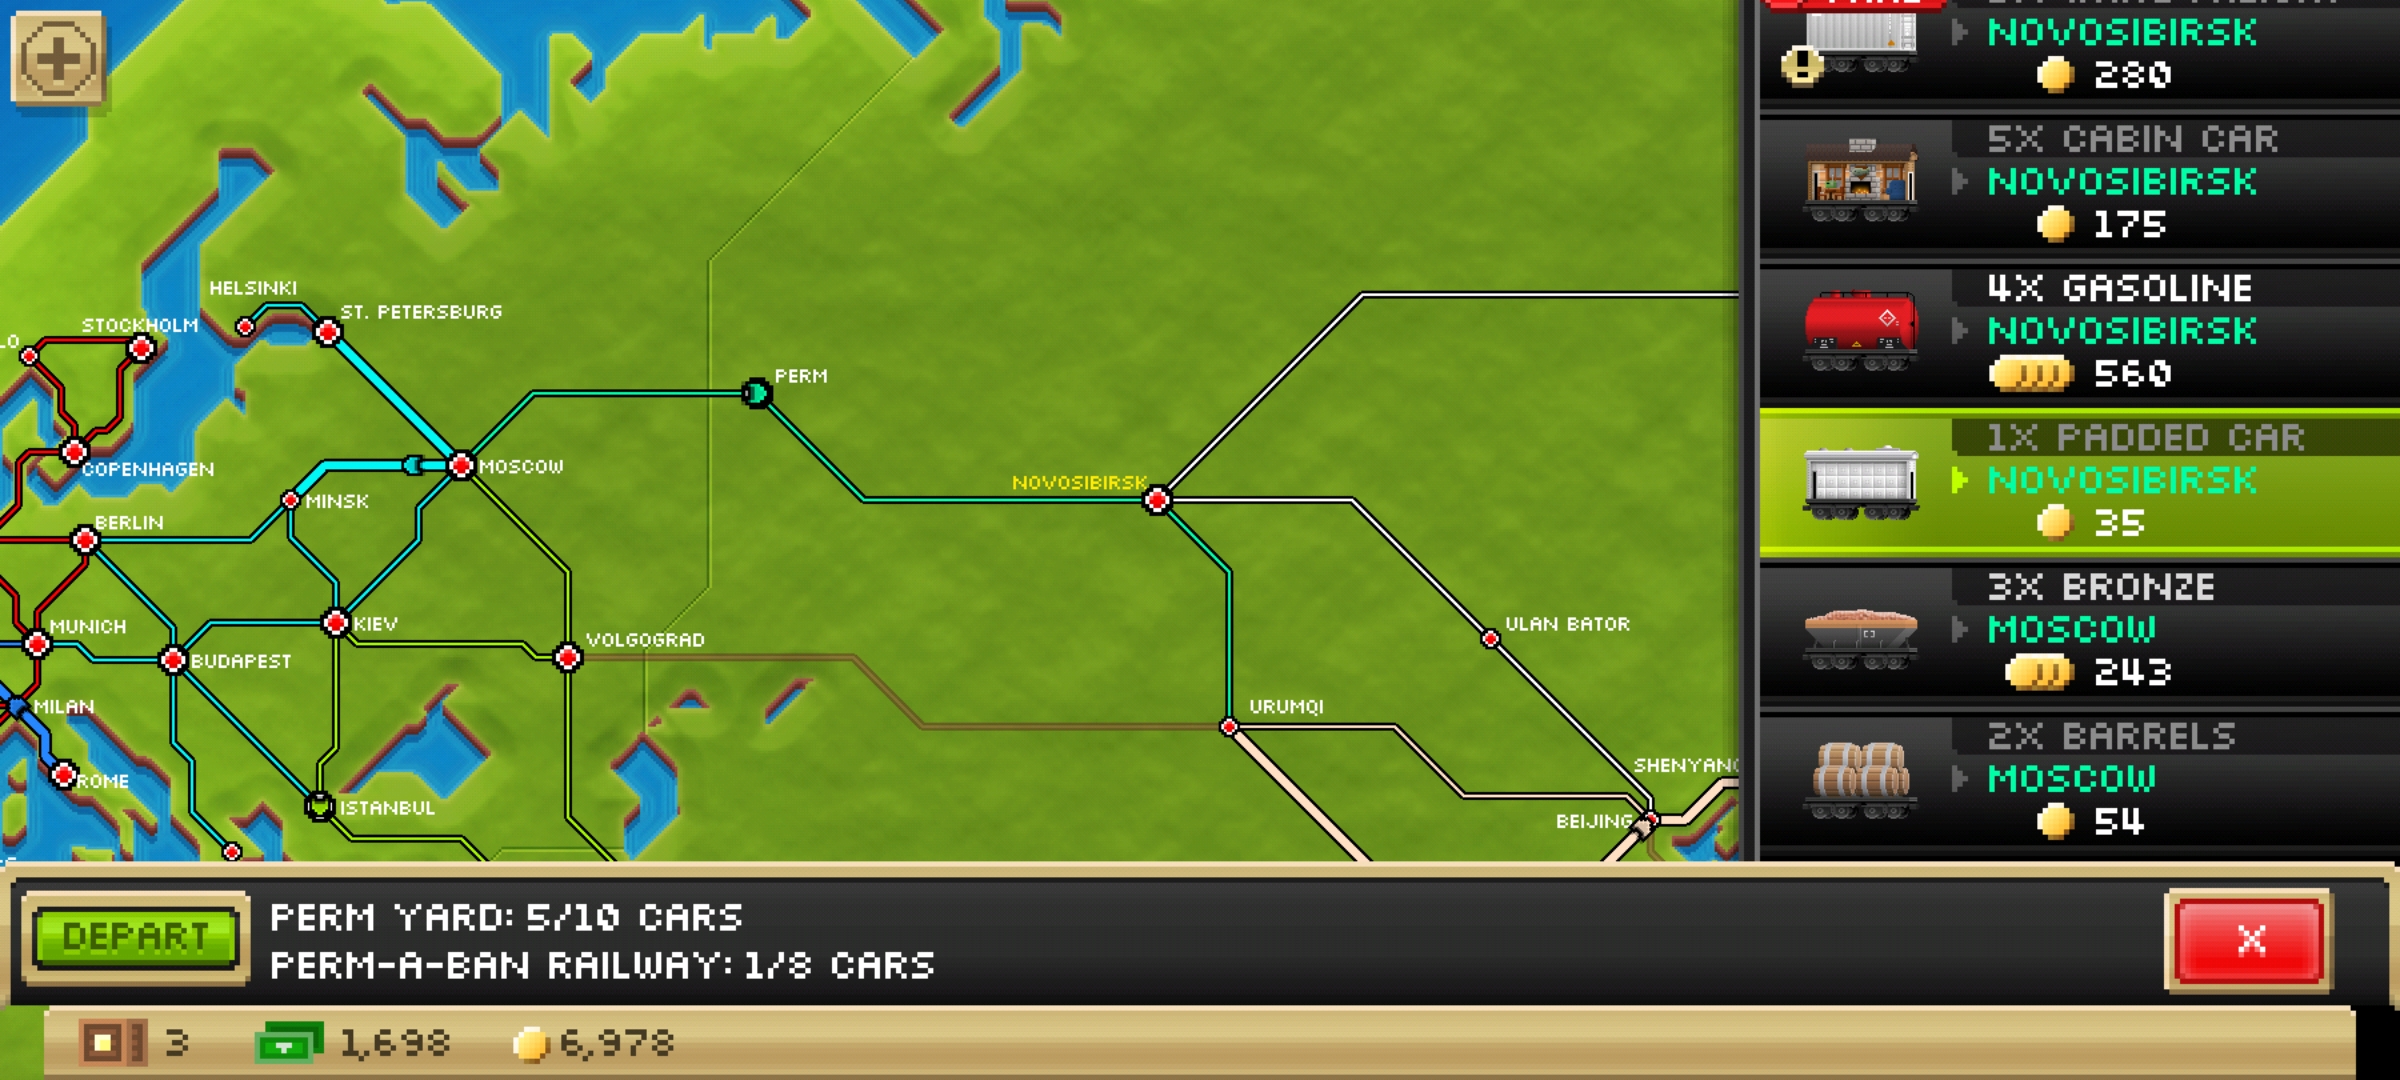 NOVOSIBIRSK
280
5X CABIN CAR
NOVOSIBIRSK
175
4X GASOLINE
NOVOSIBIRSK
560
1X PADDED CAR
NOVOSIBIRSK
35
3X BRONZE
MOSCOW
243
2X BARRELS
MOSCOW
54
HELSINKI
ST. PETERSBURG
STOCKHOLM
LO
PERM
COPENHAGEN
MOSCOW
NOVOSIBIRSK
MINSK
BERLIN
MUNICH
KIEV
VOLGOGRAD
ULAN BATOR
BUDAPEST
MILAN
URUMQI
ROME
ISTANBUL
SHENYANG
BEIJING
DEPART
PERM YARD: 5/10 CARS
PERM-A-BAN RAILWAY: 1/8 CARS
X
3
1,698
6,978